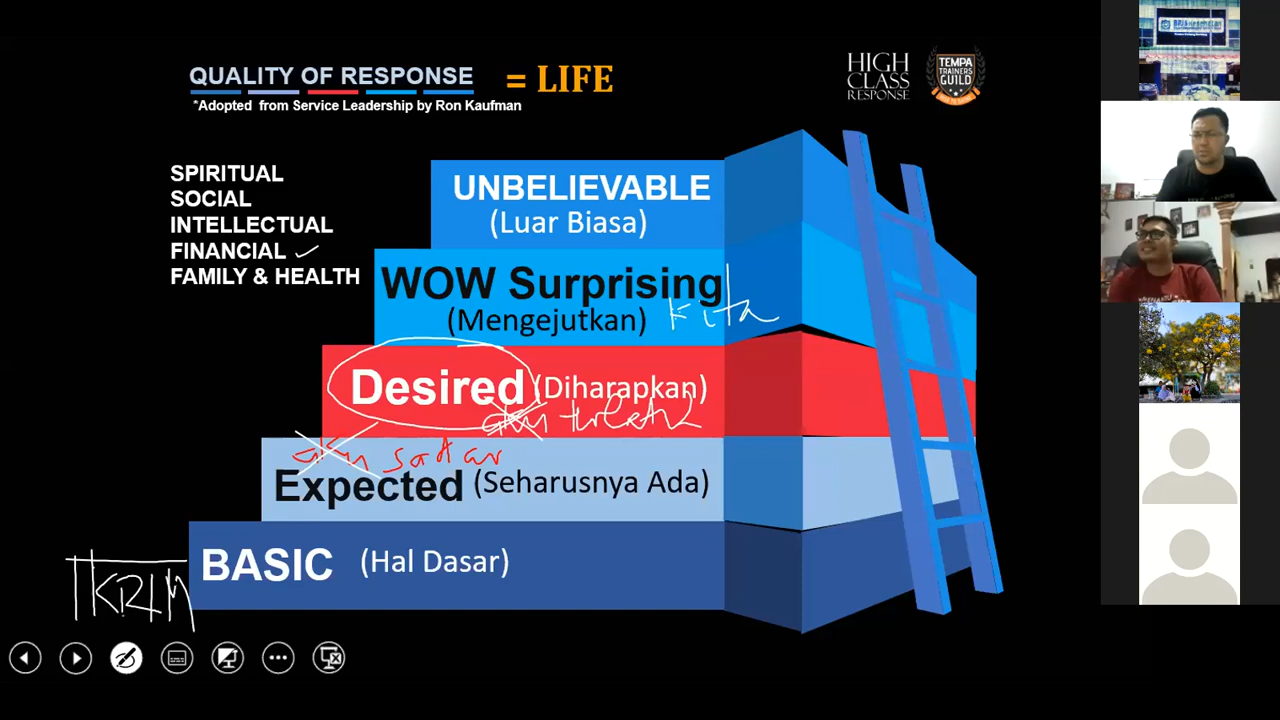 QUALITY OF RESPONSE = LIFE
*Adopted from Service Leadership by Ron Kaufman
HIGH
CLASS
RESPONSE
TEMPA
TRAINERS
GUILD
SPIRITUAL
SOCIAL
INTELLECTUAL
FINANCIAL
FAMILY & HEALTH
UNBELIEVABLE
(Luar Biasa)
WOW Surprising
(Mengejutkan)
kita
Desired (Diharapkan)
sadar
Expected (Seharusnya Ada)
BASIC (Hal Dasar)